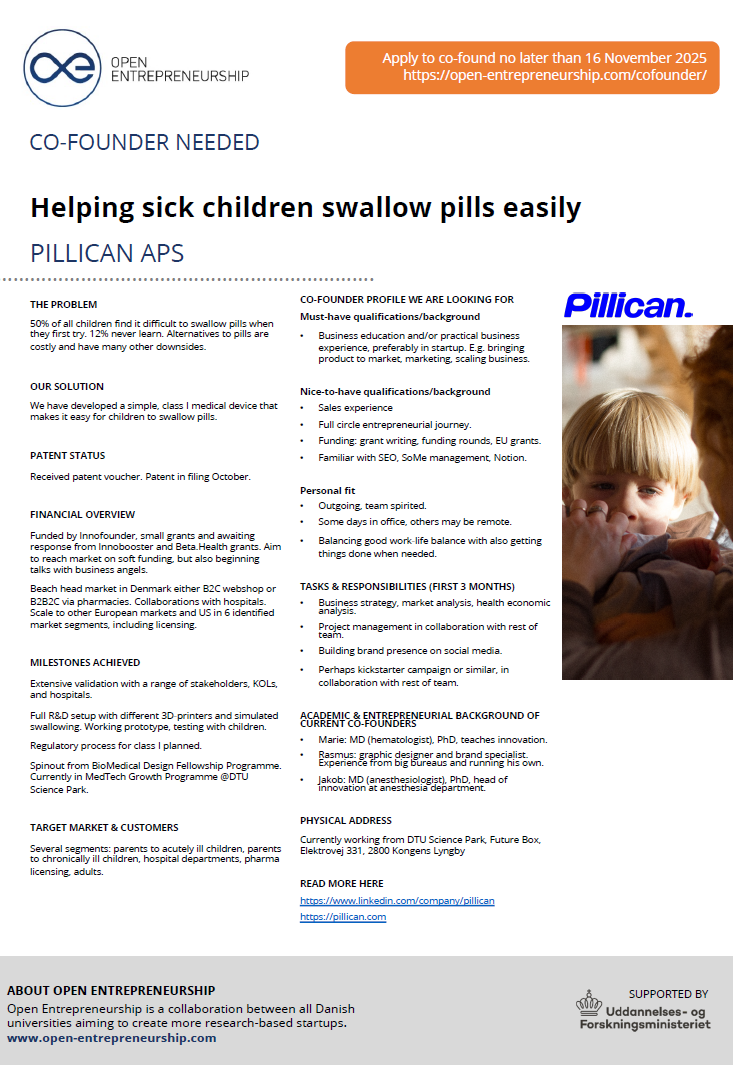 OPEN
ENTREPRENEURSHIP
Apply to co-found no later than 16 November 2025
https://open-entrepreneurship.com/cofounder/
CO-FOUNDER NEEDED
Helping sick children swallow pills easily
PILLICAN APS
THE PROBLEM
50% of all children find it difficult to swallow pills when
they first try. 12% never learn. Alternatives to pills are
costly and have many other downsides.
OUR SOLUTION
We have developed a simple, class I medical device that
makes it easy for children to swallow pills.
PATENT STATUS
Received patent voucher. Patent in filing October.
FINANCIAL OVERVIEW
Funded by Innofounder, small grants and awaiting
response from Innobooster and Beta.Health grants. Aim
to reach market on soft funding, but also beginning
talks with business angels.
Beach head market in Denmark either B2C webshop or
B2B2C via pharmacies. Collaborations with hospitals.
Scale to other European markets and US in 6 identified
market segments, including licensing.
MILESTONES ACHIEVED
Extensive validation with a range of stakeholders, KOLs,
and hospitals.
Full R&D setup with different 3D-printers and simulated
swallowing. Working prototype, testing with children.
Regulatory process for class I planned.
Spinout from BioMedical Design Fellowship Programme.
Currently in MedTech Growth Programme @DTU
Science Park.
TARGET MARKET & CUSTOMERS
Several segments: parents to acutely ill children, parents
to chronically ill children, hospital departments, pharma
licensing, adults.
CO-FOUNDER PROFILE WE ARE LOOKING FOR
Must-have qualifications/background
• Business education and/or practical business
experience, preferably in startup. E.g. bringing
product to market, marketing, scaling business.
Nice-to-have qualifications/background
• Sales experience
• Full circle entrepreneurial journey.
• Funding: grant writing, funding rounds, EU grants.
• Familiar with SEO, SoMe management, Notion.
Personal fit
• Outgoing, team spirited.
• Some days in office, others may be remote.
• Balancing good work-life balance with also getting
things done when needed.
TASKS & RESPONSIBILITIES (FIRST 3 MONTHS)
• Business strategy, market analysis, health economic
analysis.
• Project management in collaboration with rest of
team.
• Building brand presence on social media.
• Perhaps kickstarter campaign or similar, in
collaboration with rest of team.
ACADEMIC & ENTREPRENEURIAL BACKGROUND OF
CURRENT CO-FOUNDERS
• Marie: MD (hematologist), PhD, teaches innovation.
• Rasmus: graphic designer and brand specialist.
Experience from big bureaus and running his own.
• Jakob: MD (anesthesiologist), PhD, head of
innovation at anesthesia department.
PHYSICAL ADDRESS
Currently working from DTU Science Park, Future Box,
Elektrovej 331, 2800 Kongens Lyngby
READ MORE HERE
https://www.linkedin.com/company/pillican
https://pillican.com
Pillican.
ABOUT OPEN ENTREPRENEURSHIP
Open Entrepreneurship is a collaboration between all Danish
universities aiming to create more research-based startups.
www.open-entrepreneurship.com
SUPPORTED BY
Uddannelses- og
Forskningsministeriet